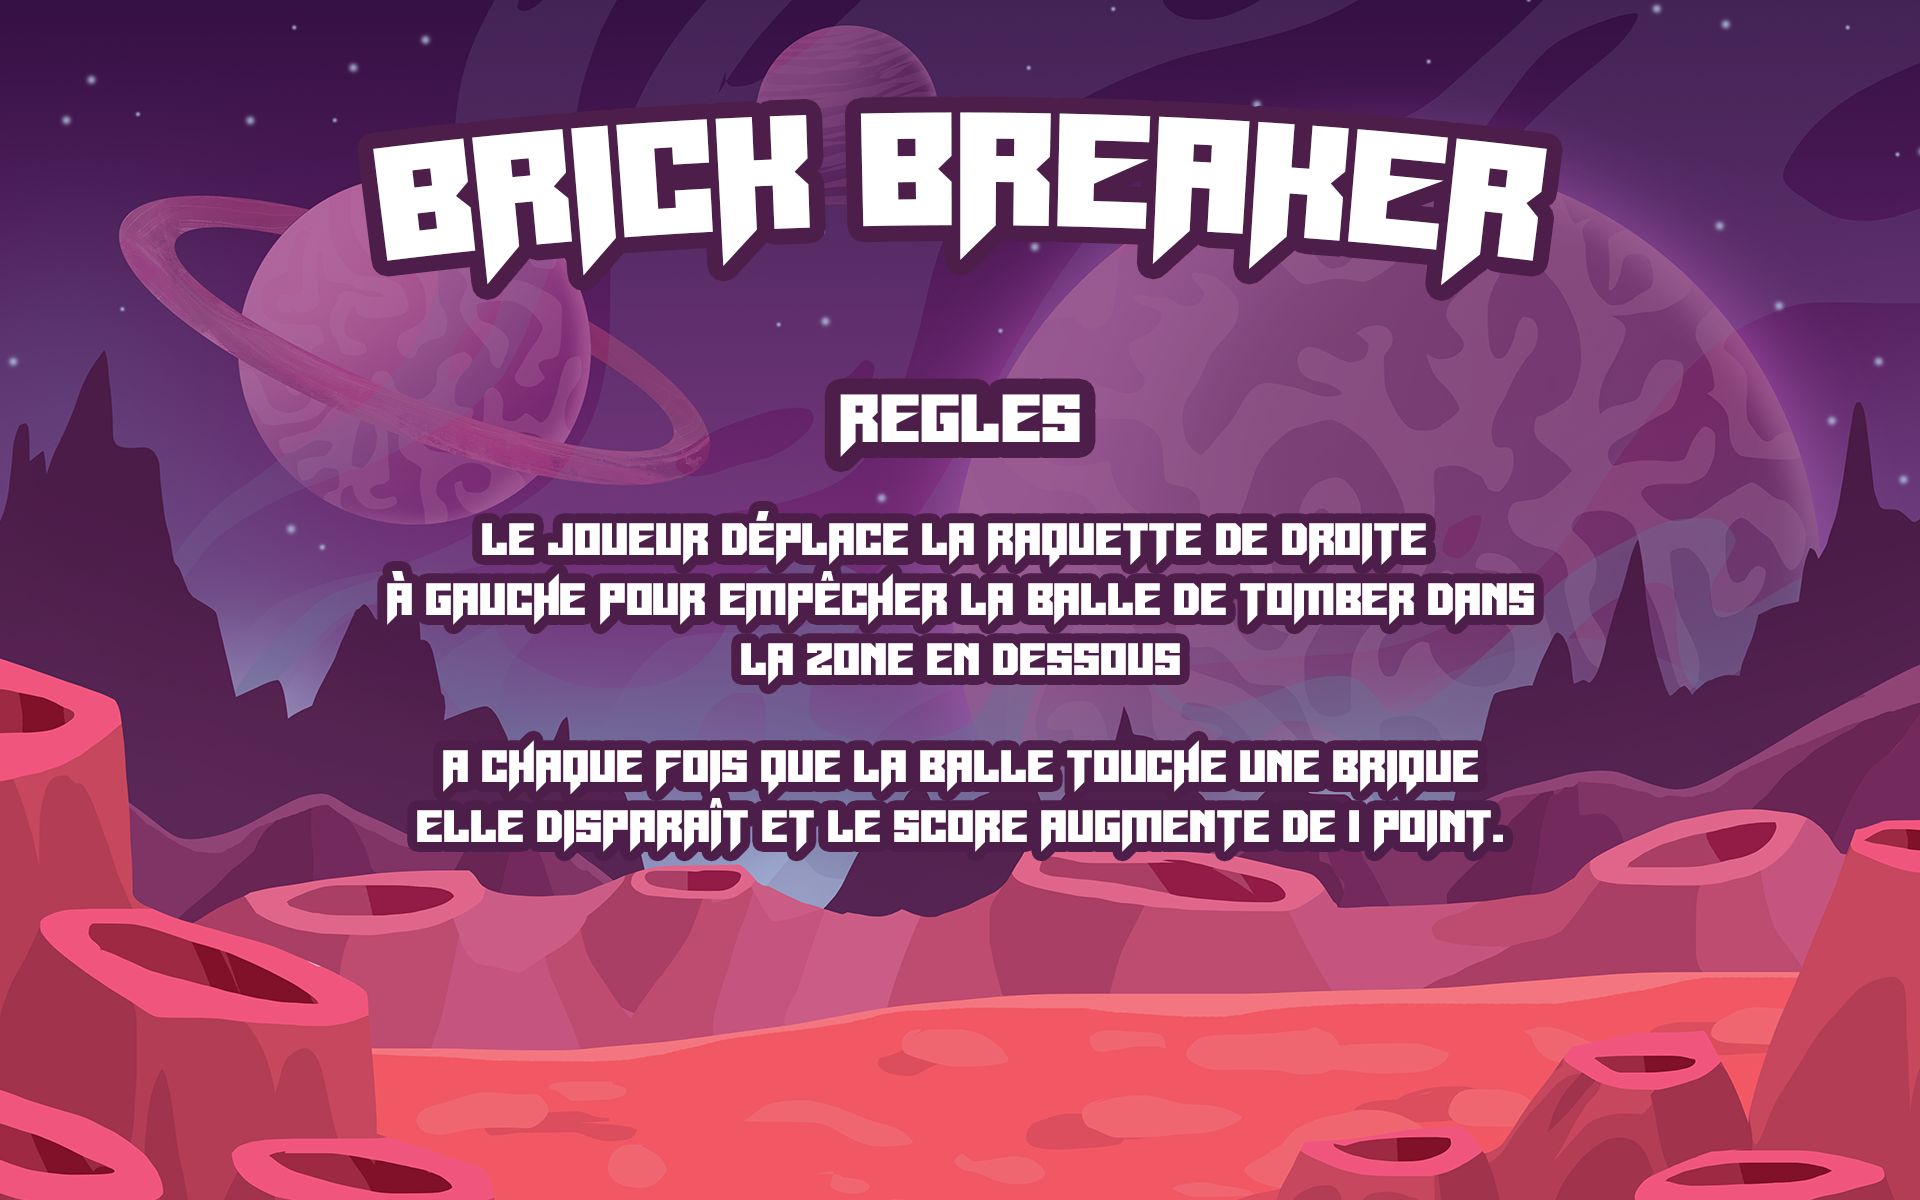 BRICK BREAKER
REGLES
LE JOUEUR DÉPLACE LA RAQUETTE DE DROITE
À GAUCHE POUR EMPÊCHER LA BALLE DE TOMBER DANS
LA ZONE EN DESSOUS
A CHAQUE FOIS QUE LA BALLE TOUCHE UNE BRIQUE
ELLE DISPARAÎT ET LE SCORE AUGMENTE DE 1 POINT.